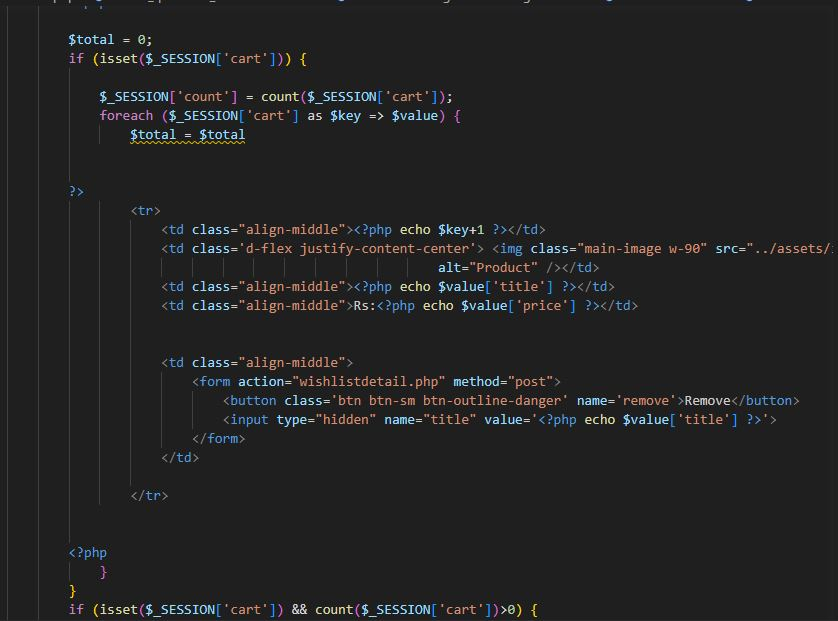 $total = 0;
if (isset($_SESSION['cart'])) {
$_SESSION['count'] = count($_SESSION['cart']);
foreach ($_SESSION['cart'] as $key => $value) {
$total = $total
?>
<tr>
<td class="align-middle"><?php echo $key+1 ?></td>
<td class='d-flex justify-content-center'> <img class="main-image w-90" src="../assets/
alt="Product" /></td>
<td class="align-middle"><?php echo $value['title'] ?></td>
<td class="align-middle">Rs:<?php echo $value['price'] ?></td>
<td class="align-middle">
<form action="wishlistdetail.php" method="post">
<button class='btn btn-sm btn-outline-danger' name='remove'>Remove</button>
<input type="hidden" name="title" value='<?php echo $value['title'] ?>'>
</form>
</td>
</tr>
<?php
}
}
if (isset($_SESSION['cart']) && count($_SESSION['cart'])>0) {